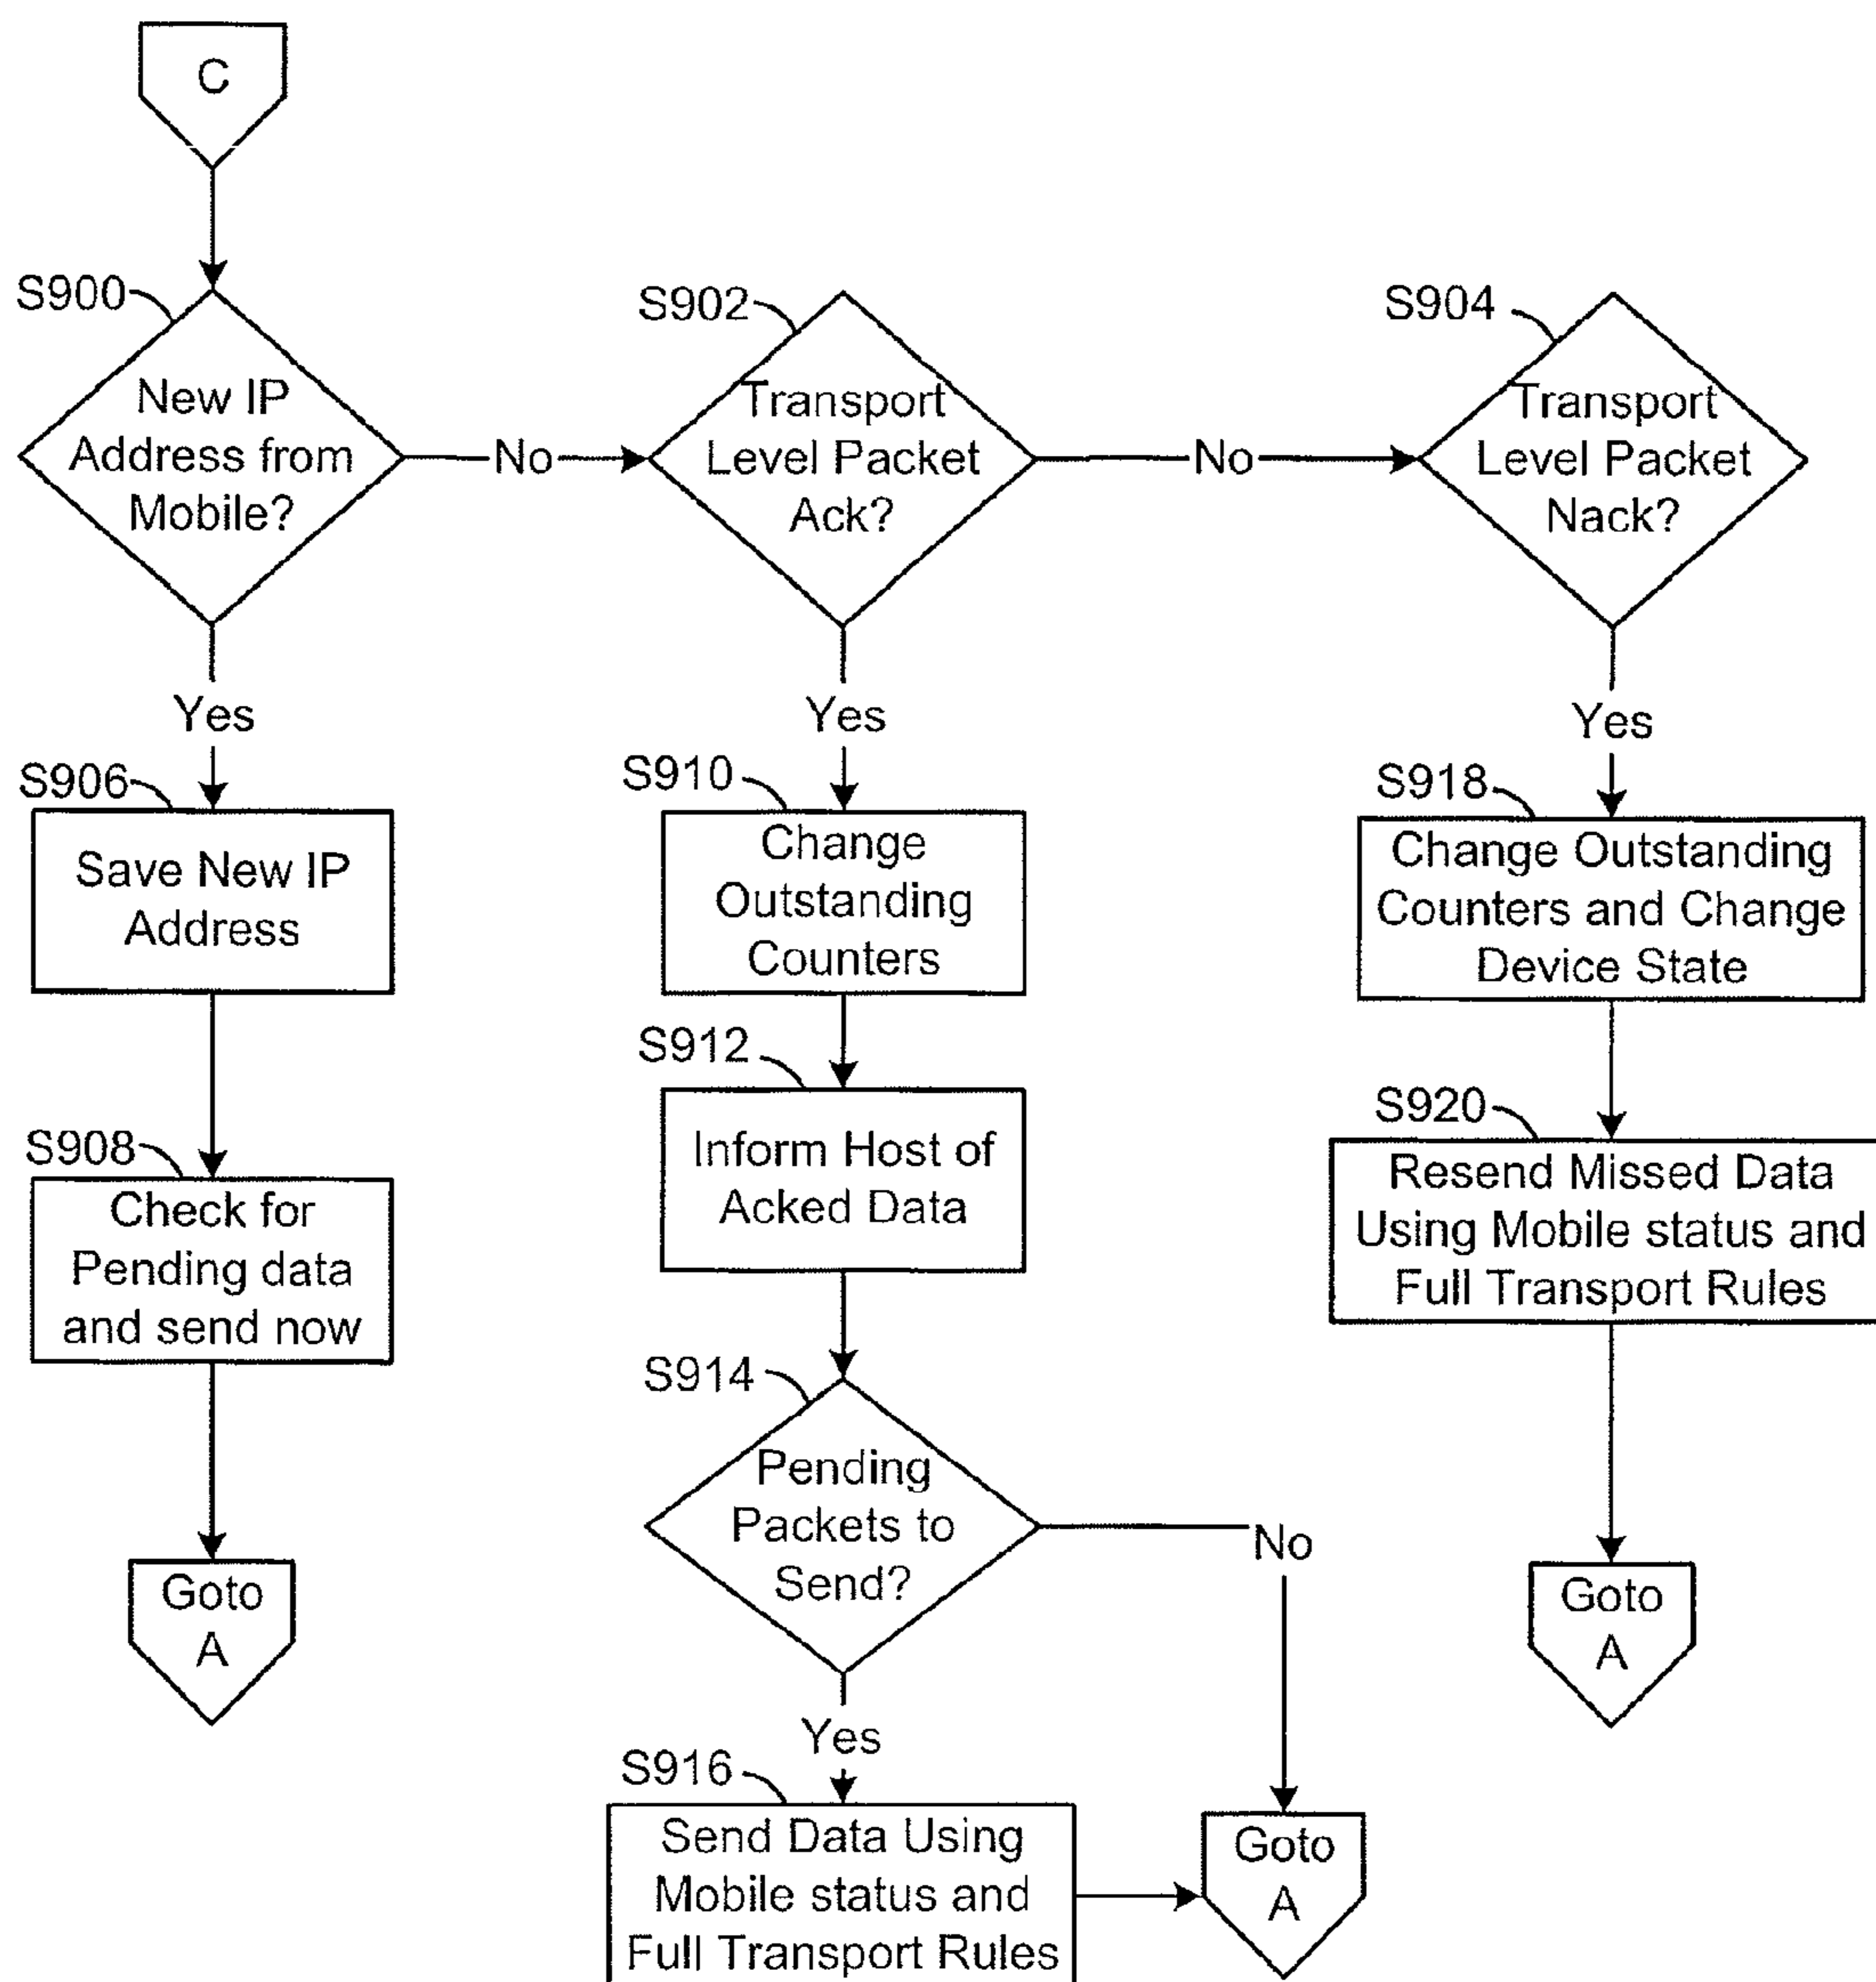 C
S900
New IP
Address from
Mobile?
No
S902
Transport
Level Packet
Ack?
No
S904
Transport
Level Packet
Nack?
Yes
Yes
Yes
S906
Save New IP
Address
S908
Check for
Pending data
and send now
Goto
A
S910
Change
Outstanding
Counters
S912
Inform Host of
Acked Data
S914
Pending
Packets to
Send?
No
Yes
S916
Send Data Using
Mobile status and
Full Transport Rules
Goto
A
S918
Change Outstanding
Counters and Change
Device State
S920
Resend Missed Data
Using Mobile status and
Full Transport Rules
Goto
A